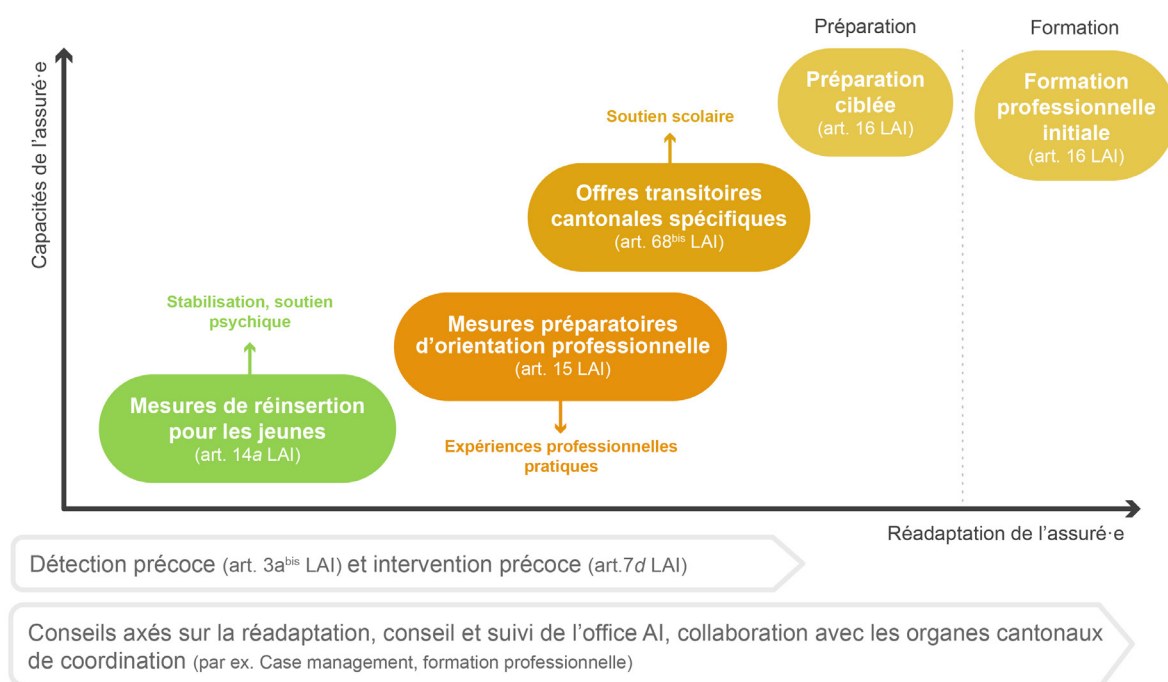 Préparation
Formation
Capacités de l’assuré·e
Préparation
ciblée
(art. 16 LAI)
Formation
professionnelle
initiale
(art. 16 LAI)
Soutien scolaire
Offres transitoires
cantonales spécifiques
(art. 68bis LAI)
Stabilisation, soutien
psychique
Mesures préparatoires
d’orientation professionnelle
(art. 15 LAI)
Mesures de réinsertion
pour les jeunes
(art. 14a LAI)
Expériences professionnelles
pratiques
Réadaptation de l’assuré·e
Détection précoce (art. 3abis LAI) et intervention précoce (art.7d LAI)
Conseils axés sur la réadaptation, conseil et suivi de l’office AI, collaboration avec les organes cantonaux
de coordination (par ex. Case management, formation professionnelle)